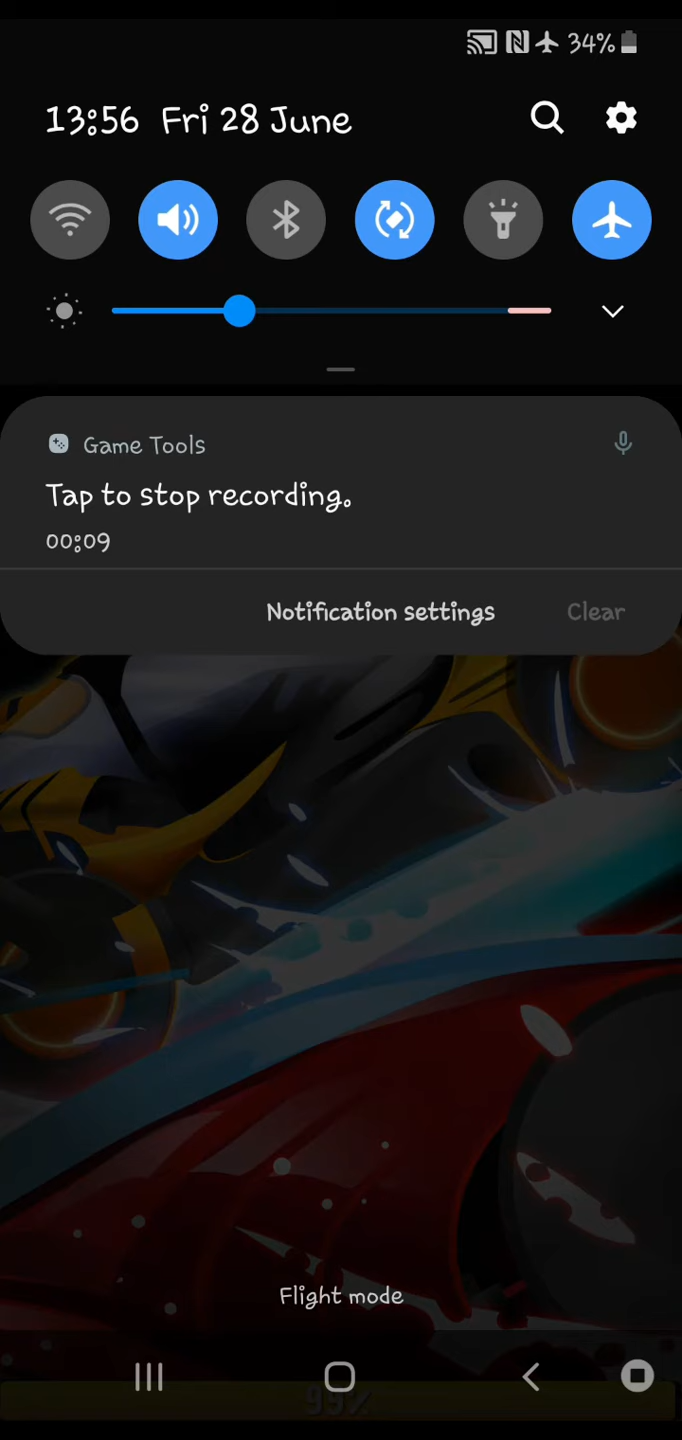 34%
13:56 Fri 28 June
Game Tools
Tap to stop recording.
00:09
Notification settings Clear
Flight mode
99%